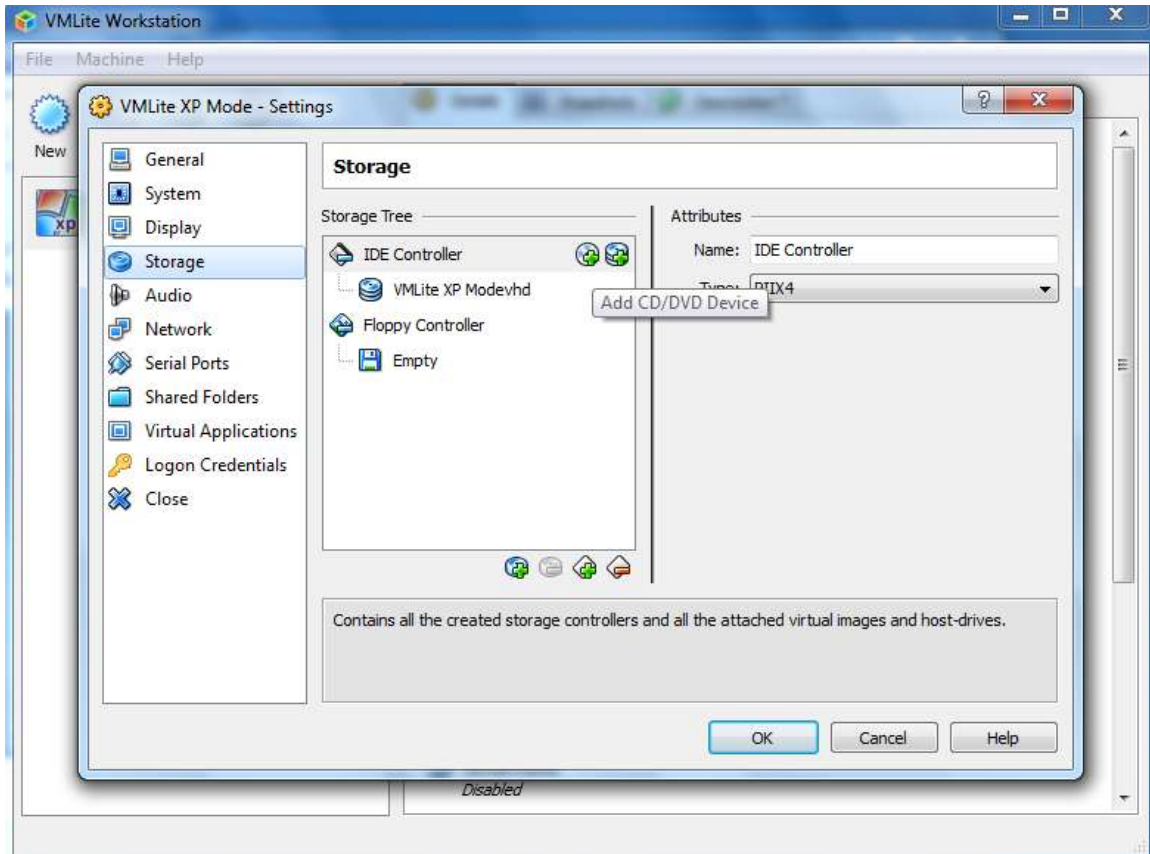 VMLite Workstation
File Machine Help
New
xp
VMLite XP Mode - Settings
General
System
Display
Storage
Audio
Network
Serial Ports
Shared Folders
Virtual Applications
Logon Credentials
Close
Storage
Storage Tree
IDE Controller
VMLite XP Modevhd
Floppy Controller
Empty
Attributes
Name: IDE Controller
PIIX4
Add CD/DVD Device
Contains all the created storage controllers and all the attached virtual images and host-drives.
OK Cancel Help
Disabled